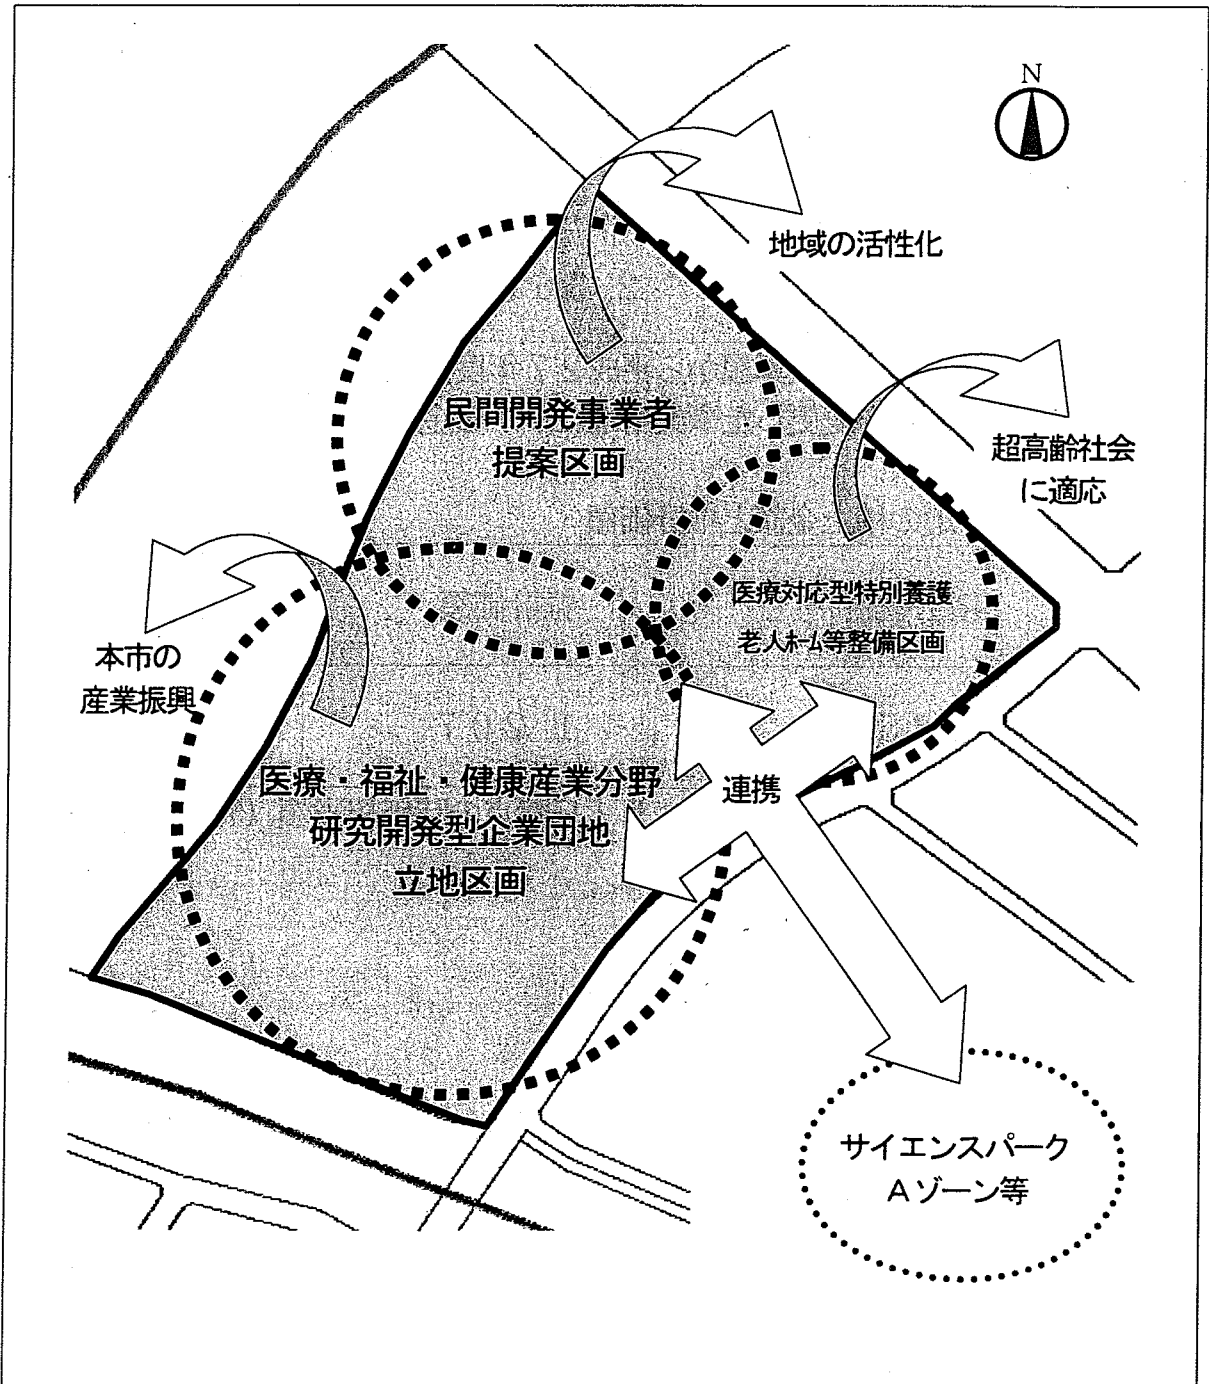 N
地域の活性化
民間開発事業者
提案区画
超高齢社会
に適応
医療対応型特別養護
老人ﾎｰﾑ等整備区画
本市の
産業振興
医療・福祉・健康産業分野
研究開発型企業団地
立地区画
連携
サイエンスパーク
Aゾーン等